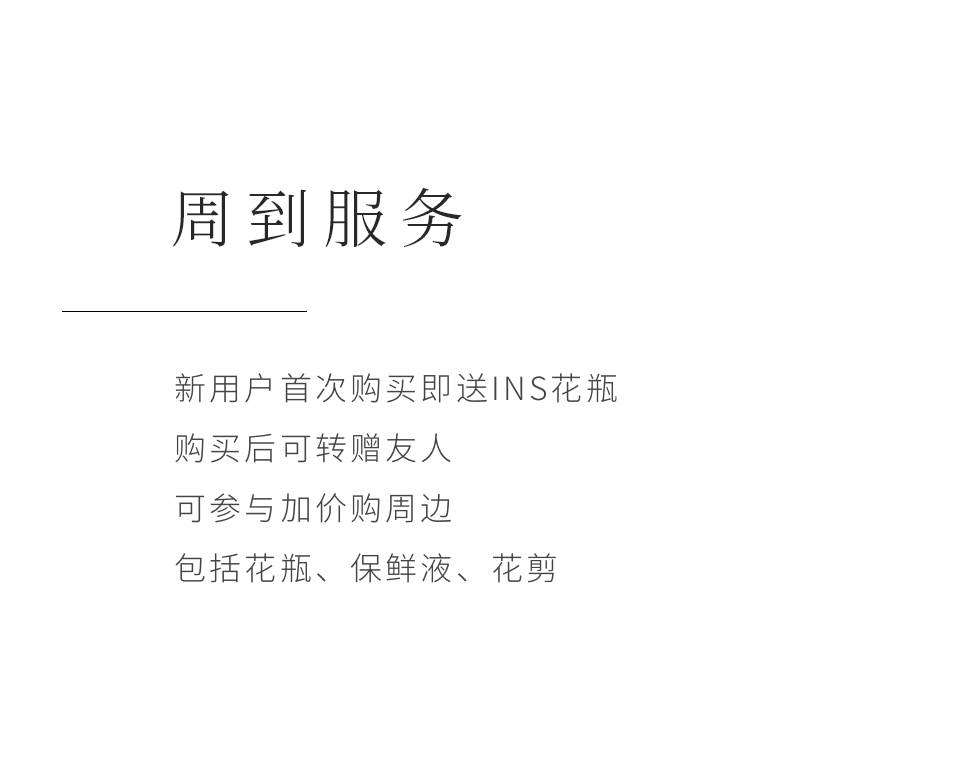 周到服务
新用户首次购买即送INS花瓶
购买后可转赠友人
可参与加价购周边
包括花瓶、保鲜液、花剪